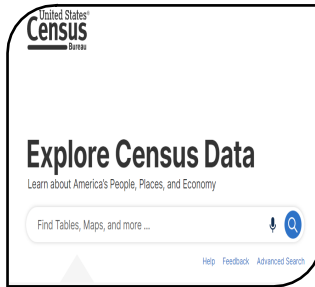 United States®
Census
Bureau
Explore Census Data
Learn about America's People, Places, and Economy
Find Tables, Maps, and more ...
Help Feedback Advanced Search